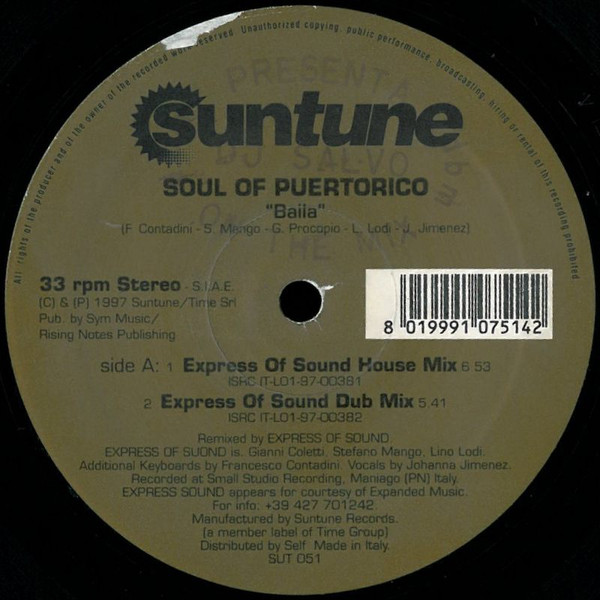 All rights of the producer and of the owner of the recorded work reserved. Unauthorized copying, public performance, broadcasting, hiring or rental of this record prohibited.
PRESENTA
suntune
DJ SALVO
SOUL OF PUERTORICO
"Baila"
(F. Contadini - S. Mango - G. Procopio - L. Lodi - J. Jimenez)
ON THE MIX
33 rpm Stereo - S.I.A.E.
(C) & (P) 1997 Suntune/Time Srl
Pub. by Sym Music/
Rising Notes Publishing
8 019991 075142
side A: 1 Express Of Sound House Mix 6 53
ISRC IT-L01-97-00381
2 Express Of Sound Dub Mix 5.41
ISRC IT-L01-97-00382
Remixed by EXPRESS OF SOUND.
EXPRESS OF SUOND is: Gianni Coletti, Stefano Mango, Lino Lodi.
Additional Keyboards by Francesco Contadini. Vocals by Johanna Jimenez.
Recorded at Small Studio Recording, Maniago (PN) Italy.
EXPRESS SOUND appears for courtesy of Expanded Music.
For info: +39 427 701242.
Manufactured by Suntune Records.
(a member label of Time Group)
Distributed by Self Made in Italy.
SUT 051